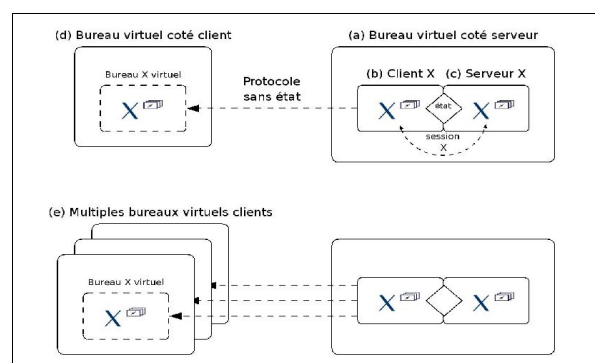 (d) Bureau virtuel coté client
(a) Bureau virtuel coté serveur
Bureau X virtuel
X
Protocole
sans état
(b) Client X
(c) Serveur X
X
état
X
session
X
(e) Multiples bureaux virtuels clients
Bureau X virtuel
X
X
X